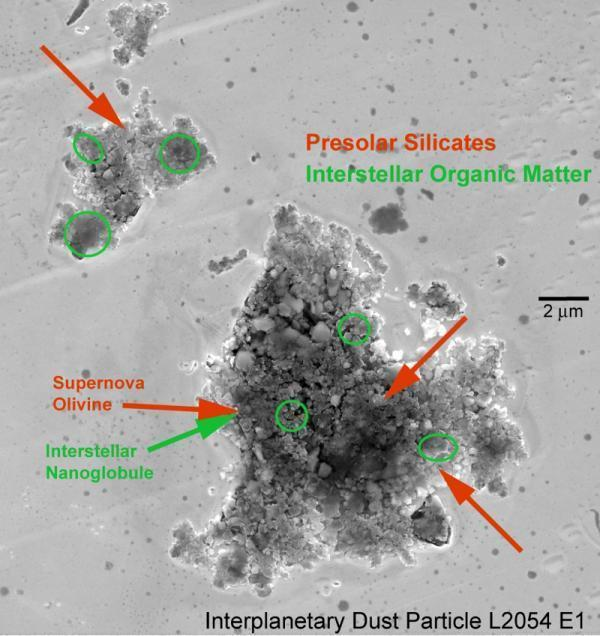 Presolar Silicates
Interstellar Organic Matter
2 µm
Supernova
Olivine
Interstellar
Nanoglobule
Interplanetary Dust Particle L2054 E1